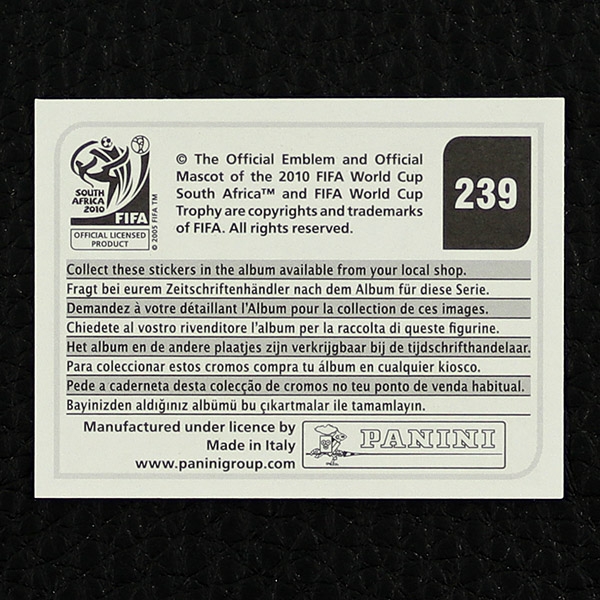 SOUTH
AFRICA
2010
FIFA
OFFICIAL LICENSED
PRODUCT
© 2005 FIFA TM
© The Official Emblem and Official
Mascot of the 2010 FIFA World Cup
South Africa™ and FIFA World Cup
Trophy are copyrights and trademarks
of FIFA. All rights reserved.
239
Collect these stickers in the album available from your local shop.
Fragt bei eurem Zeitschriftenhändler nach dem Album für diese Serie.
Demandez à votre détaillant l'Album pour la collection de ces images.
Chiedete al vostro rivenditore l'album per la raccolta di queste figurine.
Het album en de andere plaatjes zijn verkrijgbaar bij de tijdschrifthandelaar.
Para coleccionar estos cromos compra tu álbum en cualquier kiosco.
Pede a caderneta desta colecção de cromos no teu ponto de venda habitual.
Bayinizden aldığınız albümü bu çıkartmalar ile tamamlayın.
Manufactured under licence by
Made in Italy
www.paninigroup.com
PANINI